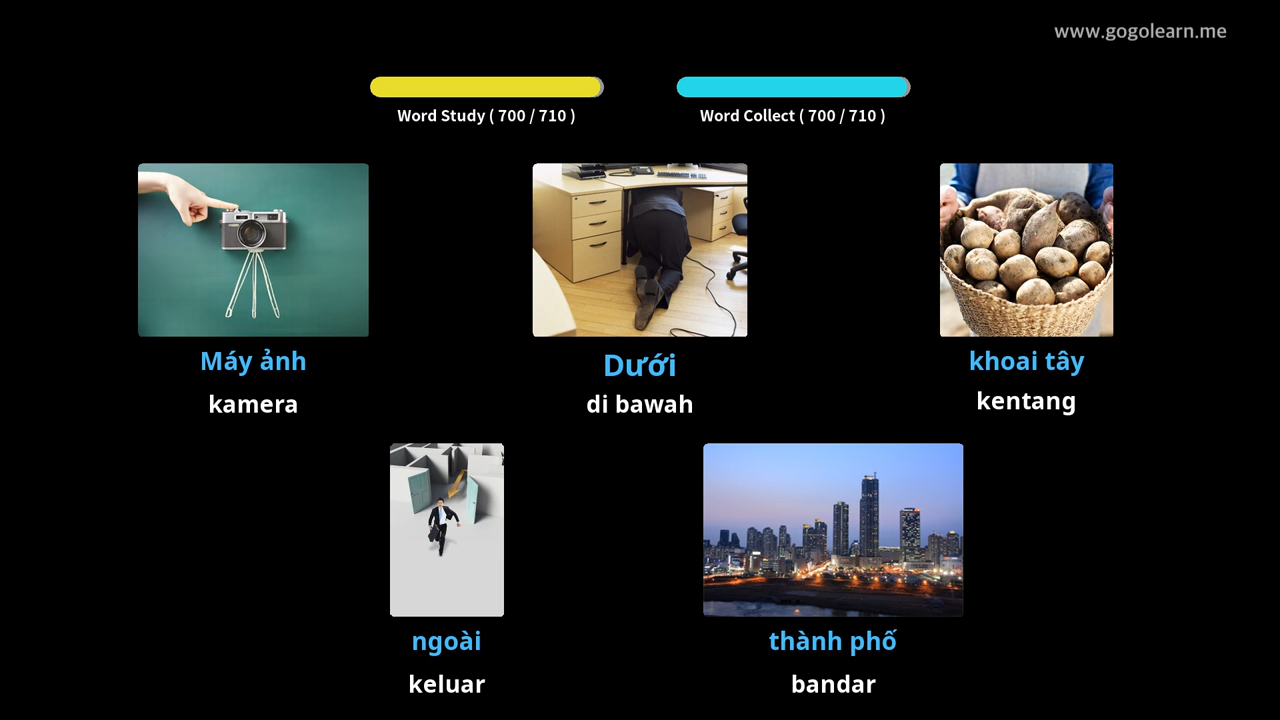 www.gogolearn.me
Word Study ( 700 / 710 )
Word Collect ( 700 / 710 )
Máy ảnh
kamera
Dưới
di bawah
khoai tây
kentang
ngoài
keluar
thành phố
bandar